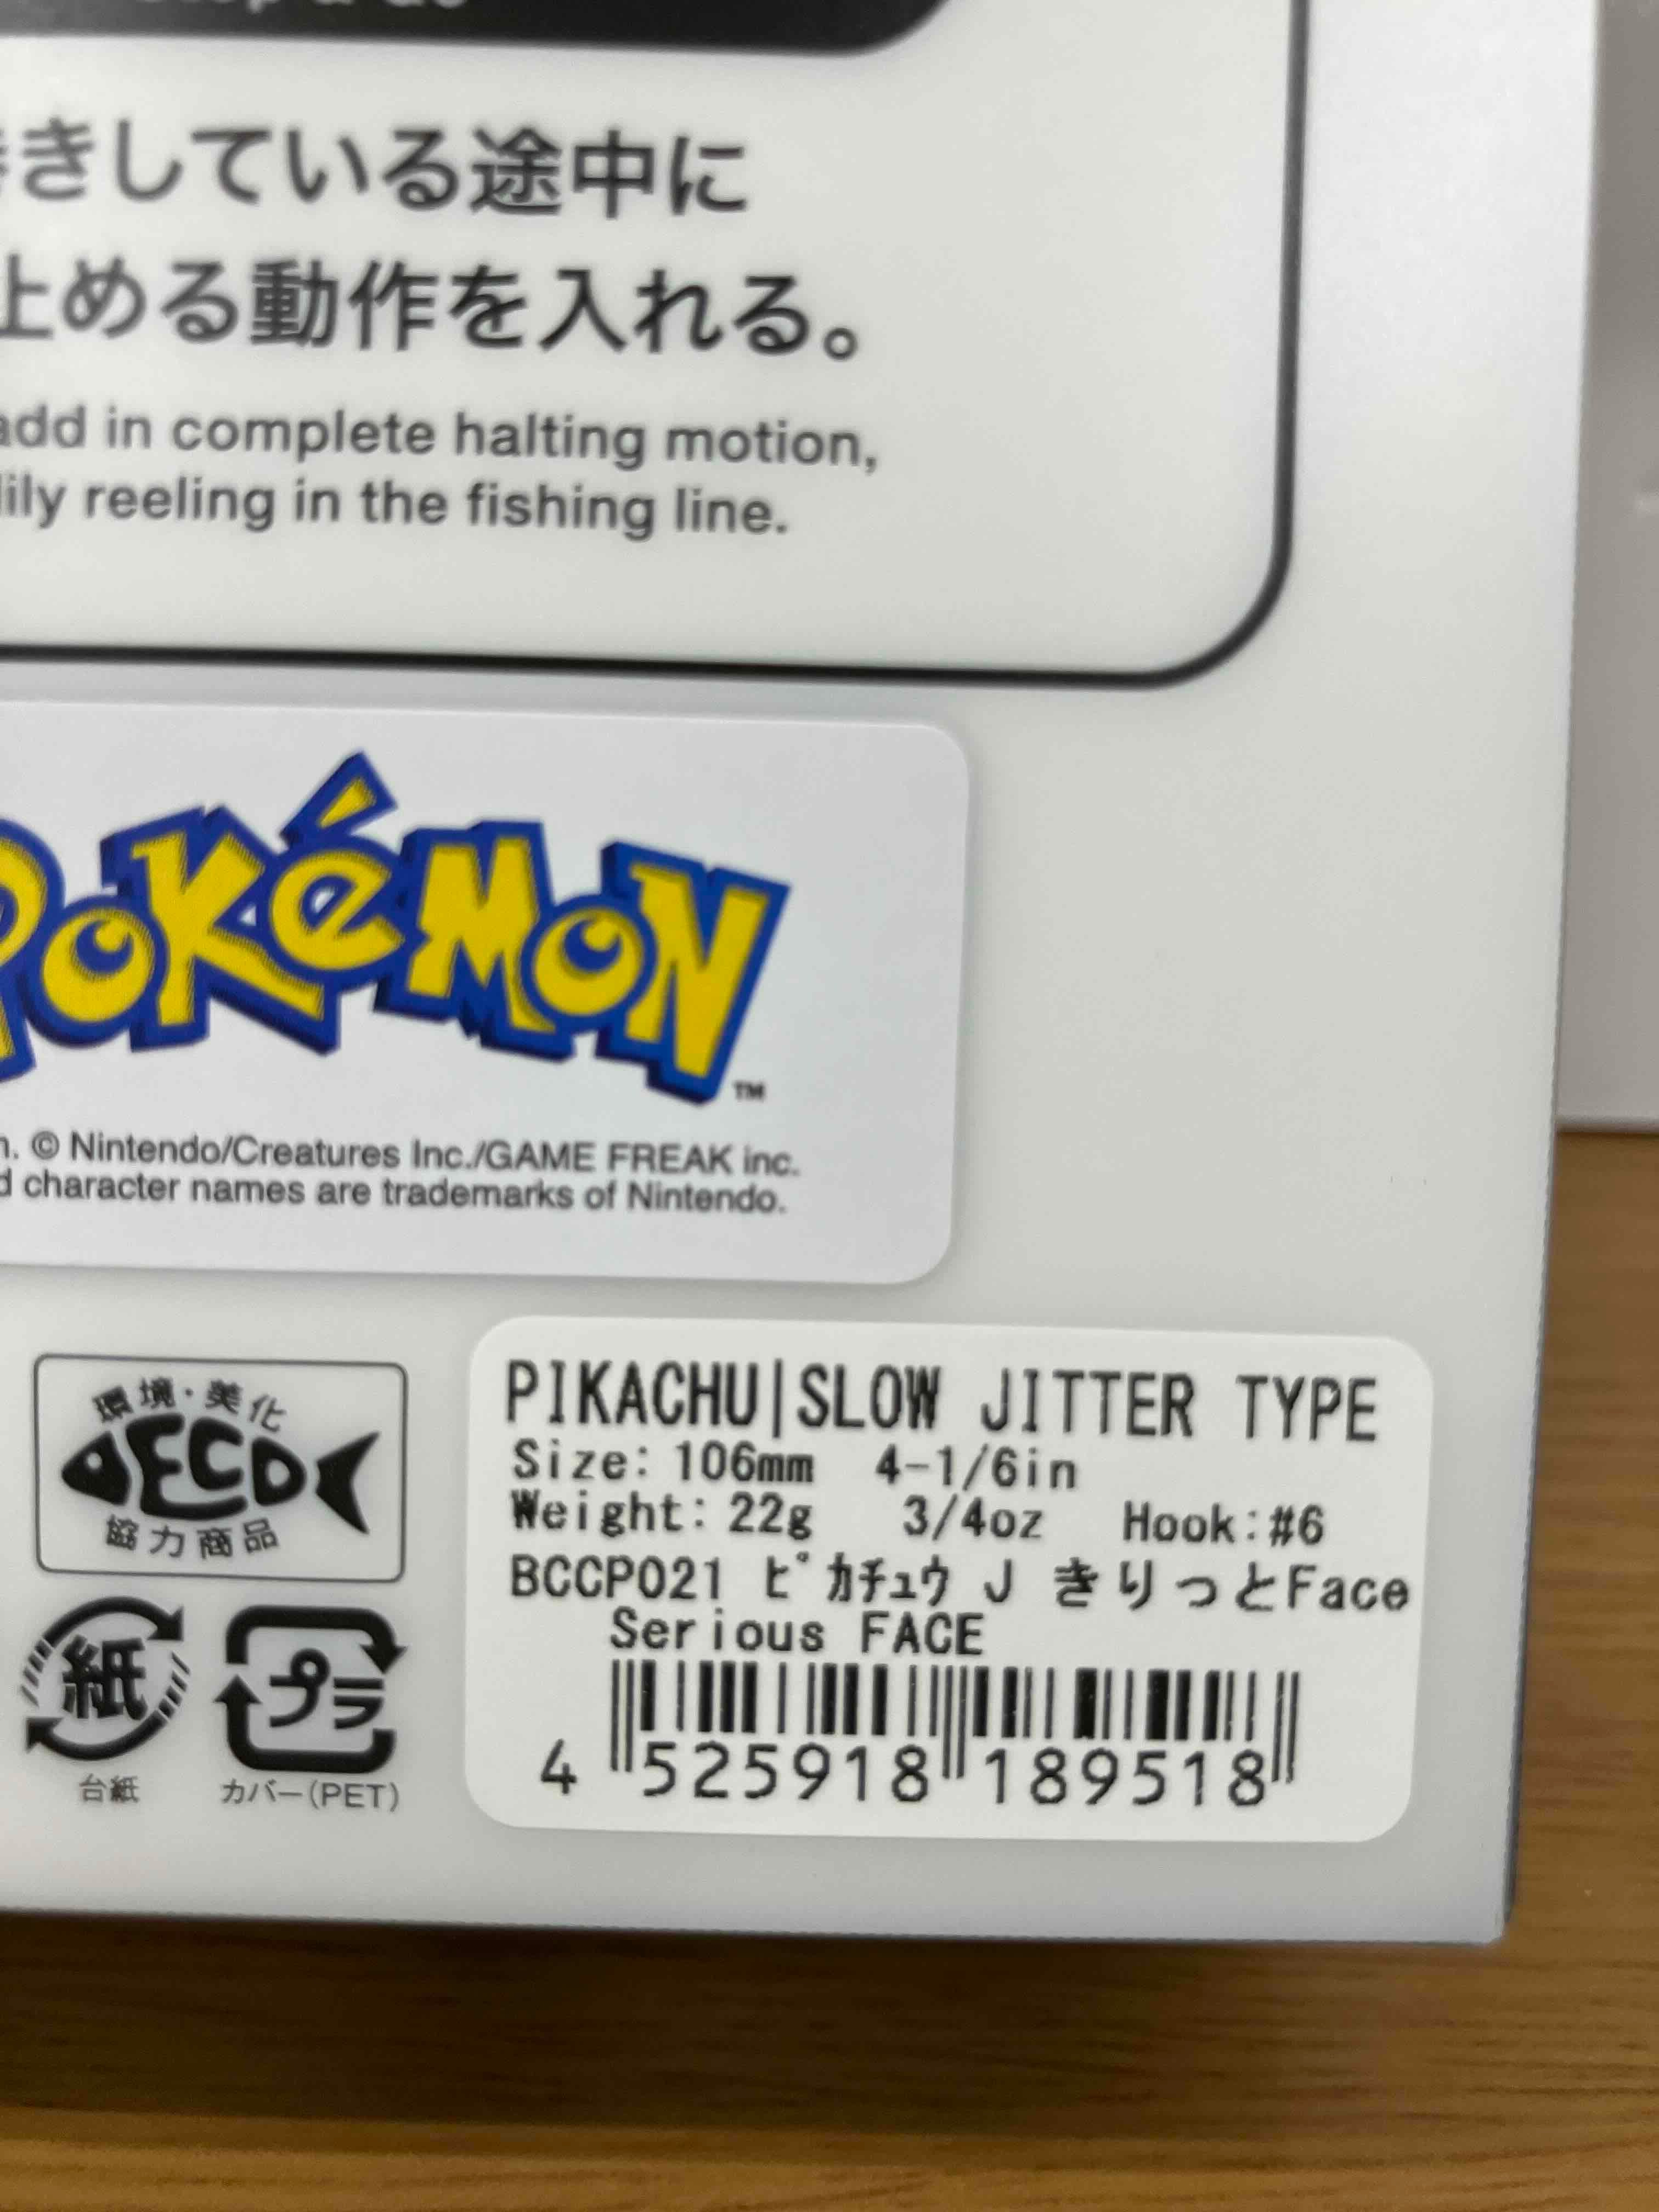 きしている途中に
止める動作を入れる。
add in complete halting motion,
reeling in the fishing line.
Pokémon
TM
© Nintendo/Creatures Inc./GAME FREAK inc.
character names are trademarks of Nintendo.
環境・美化
ECO
協力商品
紙
台紙
プラ
カバー(PET)
PIKACHU|SLOW JITTER TYPE
Size: 106mm 4-1/6in
Weight: 22g 3/4oz Hook:#6
BCCP021 ﾋﾟｶﾁｭｳ J きりっとFace
Serious FACE
4 525918 189518